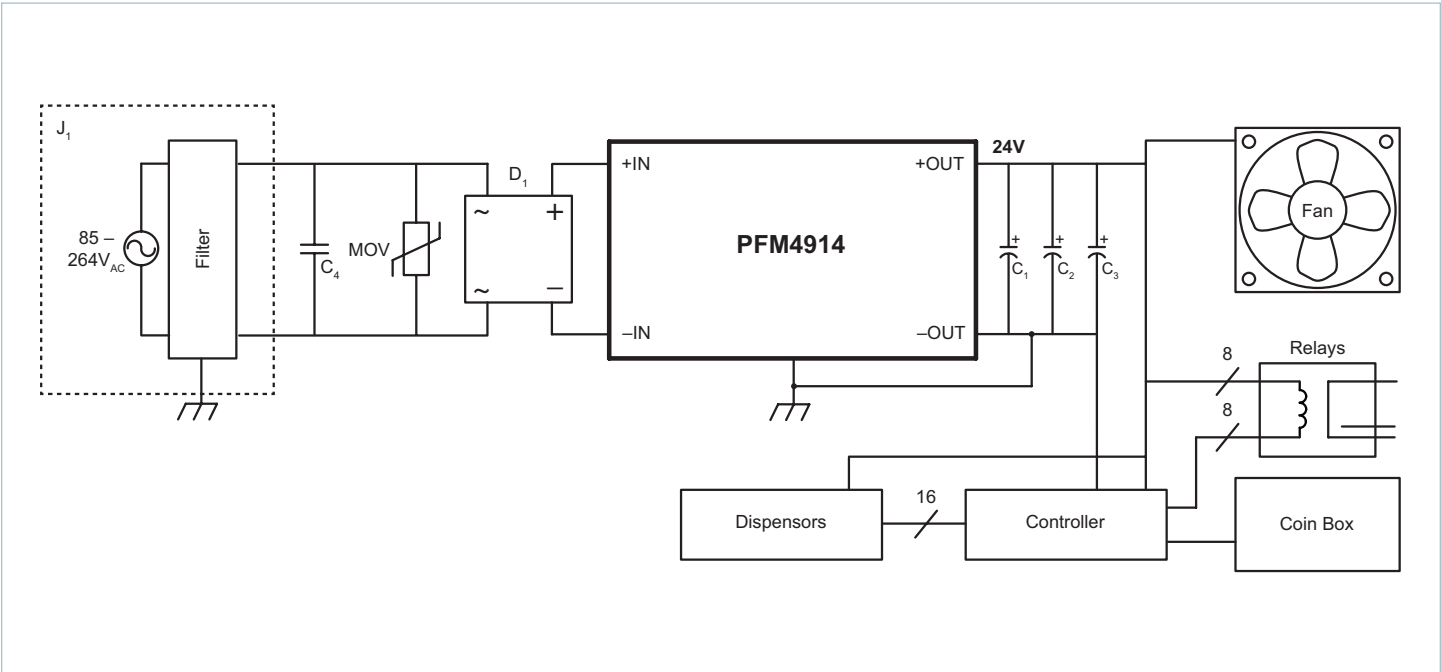 J1
85 –
264VAC
Filter
C4
MOV
D1
~
+
~
–
+IN
–IN
PFM4914
+OUT
–OUT
24V
+
C1
+
C2
+
C3
Fan
8
Relays
8
Dispensors
16
Controller
Coin Box